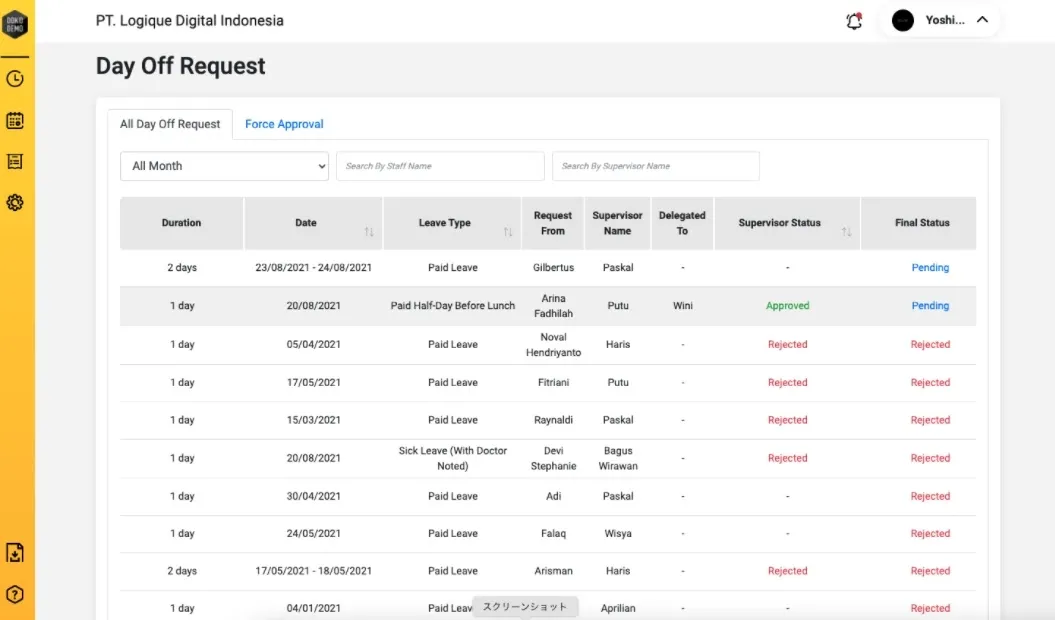 DOKO
DEMO
PT. Logique Digital Indonesia
Yoshi...
Day Off Request
All Day Off Request Force Approval
All Month Search By Staff Name Search By Supervisor Name
Duration Date Leave Type Request From Supervisor Name Delegated To Supervisor Status Final Status
2 days 23/08/2021 - 24/08/2021 Paid Leave Gilbertus Paskal - - Pending
1 day 20/08/2021 Paid Half-Day Before Lunch Arina Fadhilah Putu Wini Approved Pending
1 day 05/04/2021 Paid Leave Noval Hendriyanto Haris - Rejected Rejected
1 day 17/05/2021 Paid Leave Fitriani Putu - Rejected Rejected
1 day 15/03/2021 Paid Leave Raynaldi Paskal - Rejected Rejected
1 day 20/08/2021 Sick Leave (With Doctor Noted) Devi Stephanie Bagus Wirawan - Rejected Rejected
1 day 30/04/2021 Paid Leave Adi Paskal - - Rejected
1 day 24/05/2021 Paid Leave Falaq Wisya - - Rejected
2 days 17/05/2021 - 18/05/2021 Paid Leave Arisman Haris - Rejected Rejected
1 day 04/01/2021 Paid スクリーンショット Aprilian - - Rejected